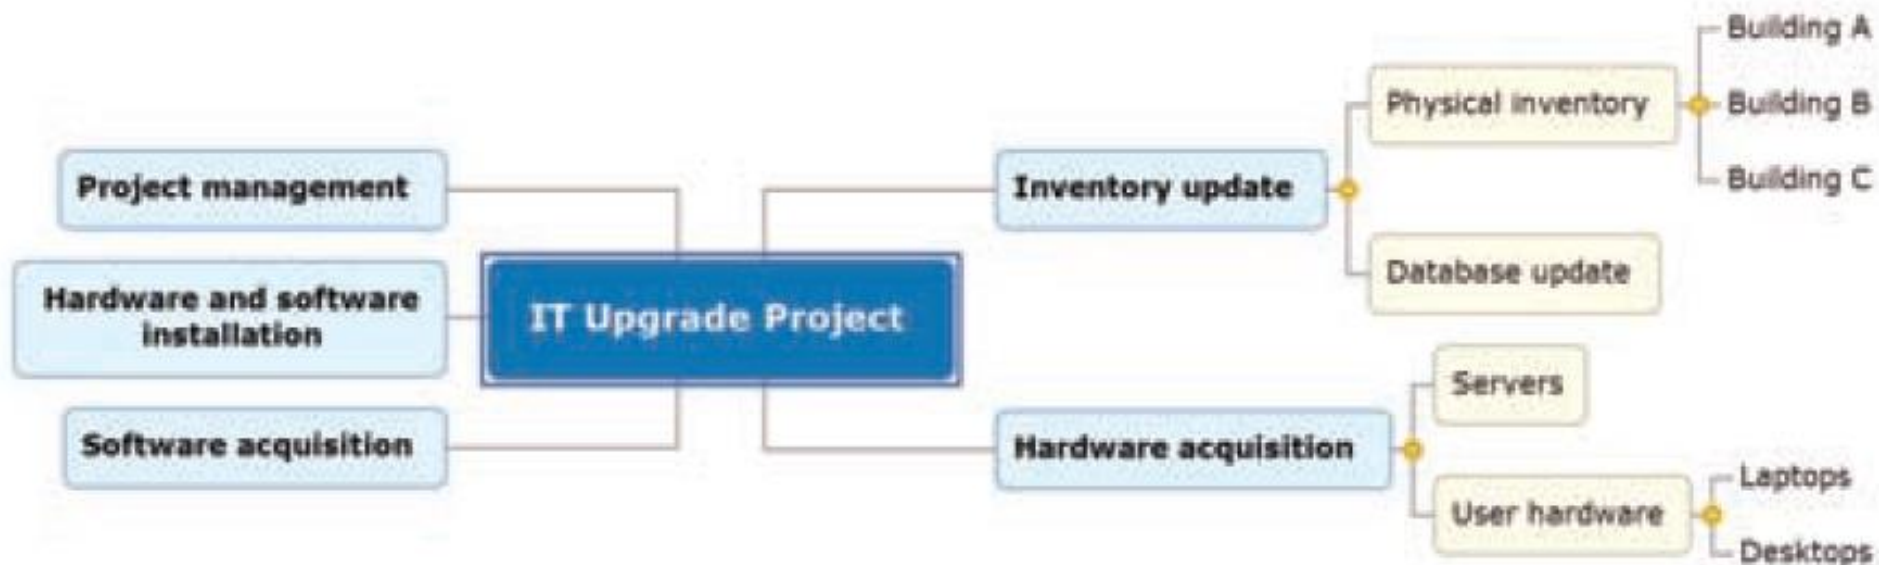 Project management
Hardware and software
installation
Software acquisition
IT Upgrade Project
Inventory update
Physical inventory
Building A
Building B
Building C
Database update
Hardware acquisition
Servers
User hardware
Laptops
Desktops